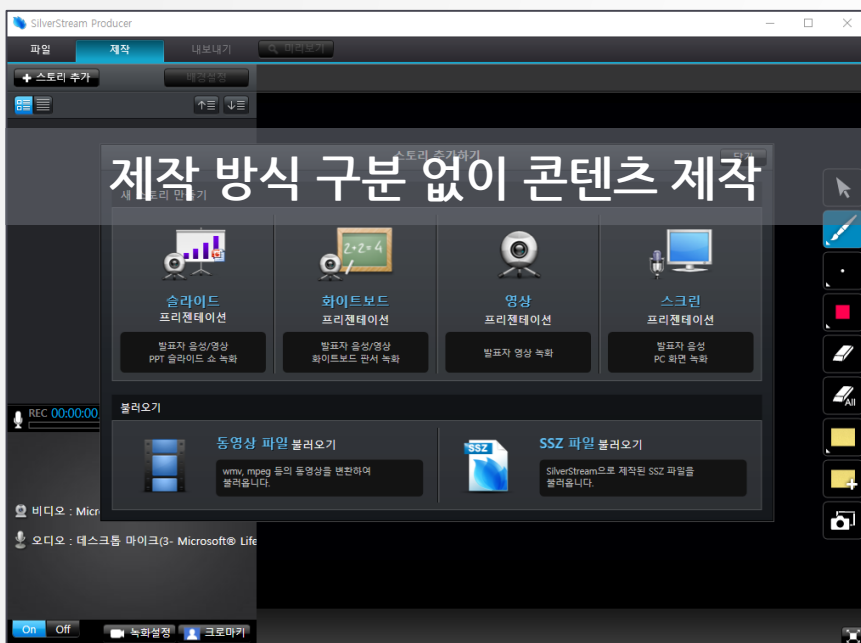 SilverStream Producer
파일 제작 내보내기 미리보기
스토리 추가 배경설정
스토리 추가하기 닫기
제작 방식 구분 없이 콘텐츠 제작
새 스토리 만들기
2+2=4
슬라이드
프리젠테이션
발표자 음성/영상
PPT 슬라이드 쇼 녹화
화이트보드
프리젠테이션
발표자 음성/영상
화이트보드 판서 녹화
영상
프리젠테이션
발표자 영상 녹화
스크린
프리젠테이션
발표자 음성
PC 화면 녹화
All
REC 00:00:00
불러오기
동영상 파일 불러오기
wmv, mpeg 등의 동영상을 변환하여
불러옵니다.
SSZ
SSZ 파일 불러오기
SilverStream으로 제작된 SSZ 파일을
불러옵니다.
비디오 : Micr
오디오 : 데스크톱 마이크(3- Microsoft® Life
On Off 녹화설정 크로마키